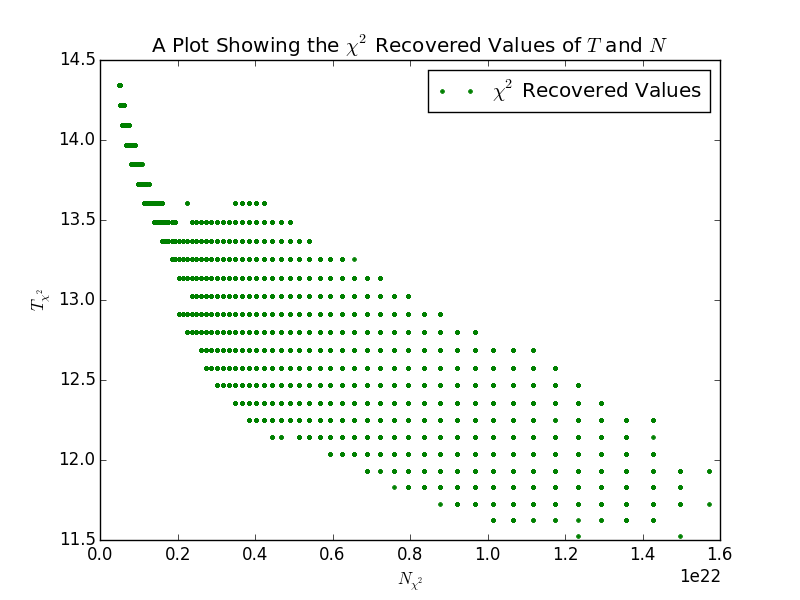 A Plot Showing the χ² Recovered Values of T and N
χ² Recovered Values
14.5
14.0
13.5
13.0
12.5
12.0
11.5
T_χ²
0.0 0.2 0.4 0.6 0.8 1.0 1.2 1.4 1.6
1e22
N_χ²